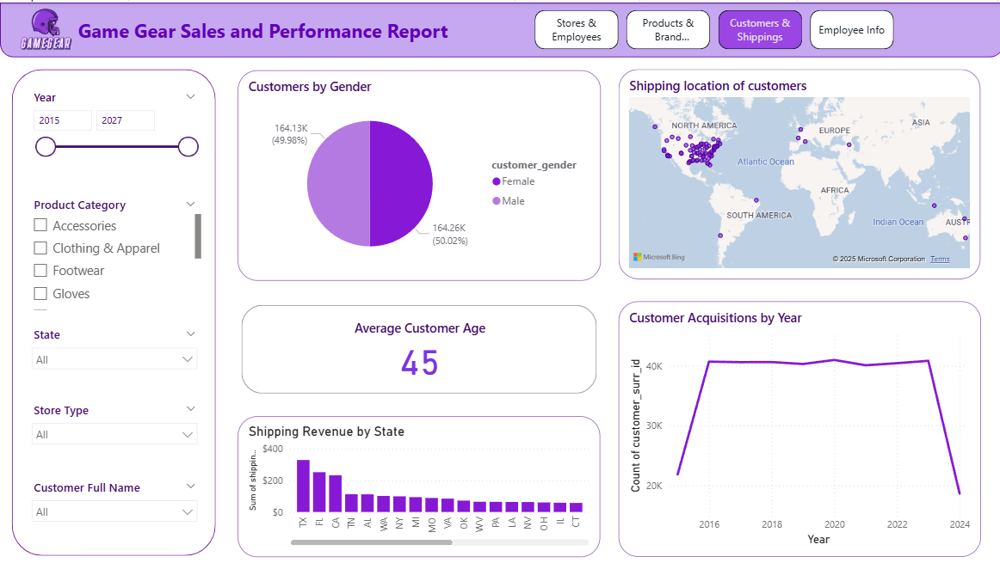 GAMEGEAR
Game Gear Sales and Performance Report
Stores &
Employees
Products &
Brand...
Customers &
Shippings
Employee Info
Year
2015
2027
Product Category
Accessories
Clothing & Apparel
Footwear
Gloves
State
All
Store Type
All
Customer Full Name
All
Customers by Gender
164.13K
(49.98%)
164.26K
(50.02%)
customer_gender
Female
Male
Shipping location of customers
NORTH AMERICA
EUROPE
ASIA
Atlantic Ocean
AFRICA
SOUTH AMERICA
Indian Ocean
AUSTR
Microsoft Bing
© 2025 Microsoft Corporation Terms
Average Customer Age
45
Shipping Revenue by State
Sum of shippin...
$400
$200
$0
TX FL CA TN AL WA NY MI MO VA OK WV PA LA NV OH IL CT
Customer Acquisitions by Year
Count of customer_surr_id
40K
30K
20K
2016 2018 2020 2022 2024
Year